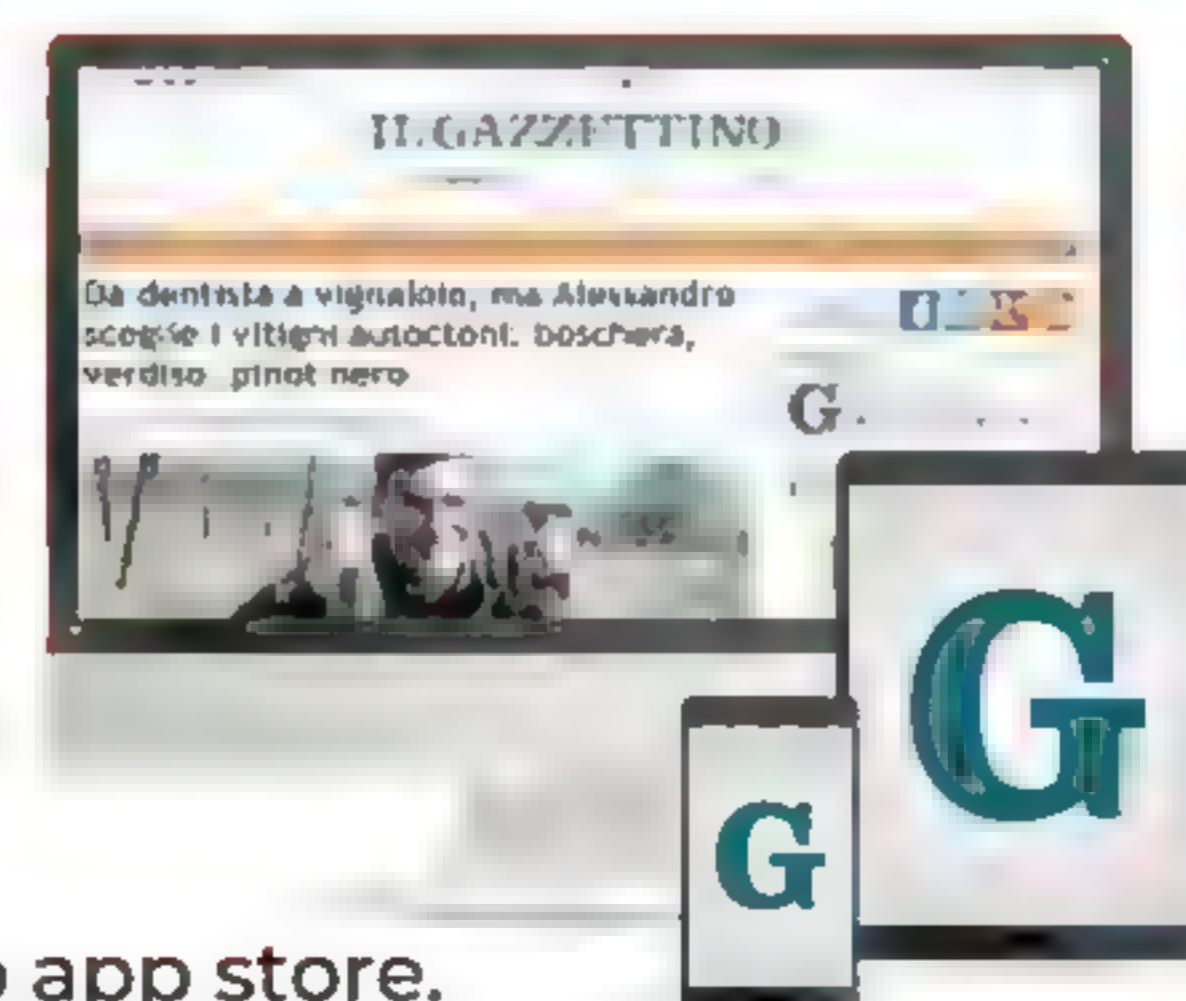 IL GAZZETTINO
Da dentista a vignaiolo, ma Alessandro
sceglie i vitigni autoctoni: boschera,
verdiso pinot nero
G
G
G
app store.